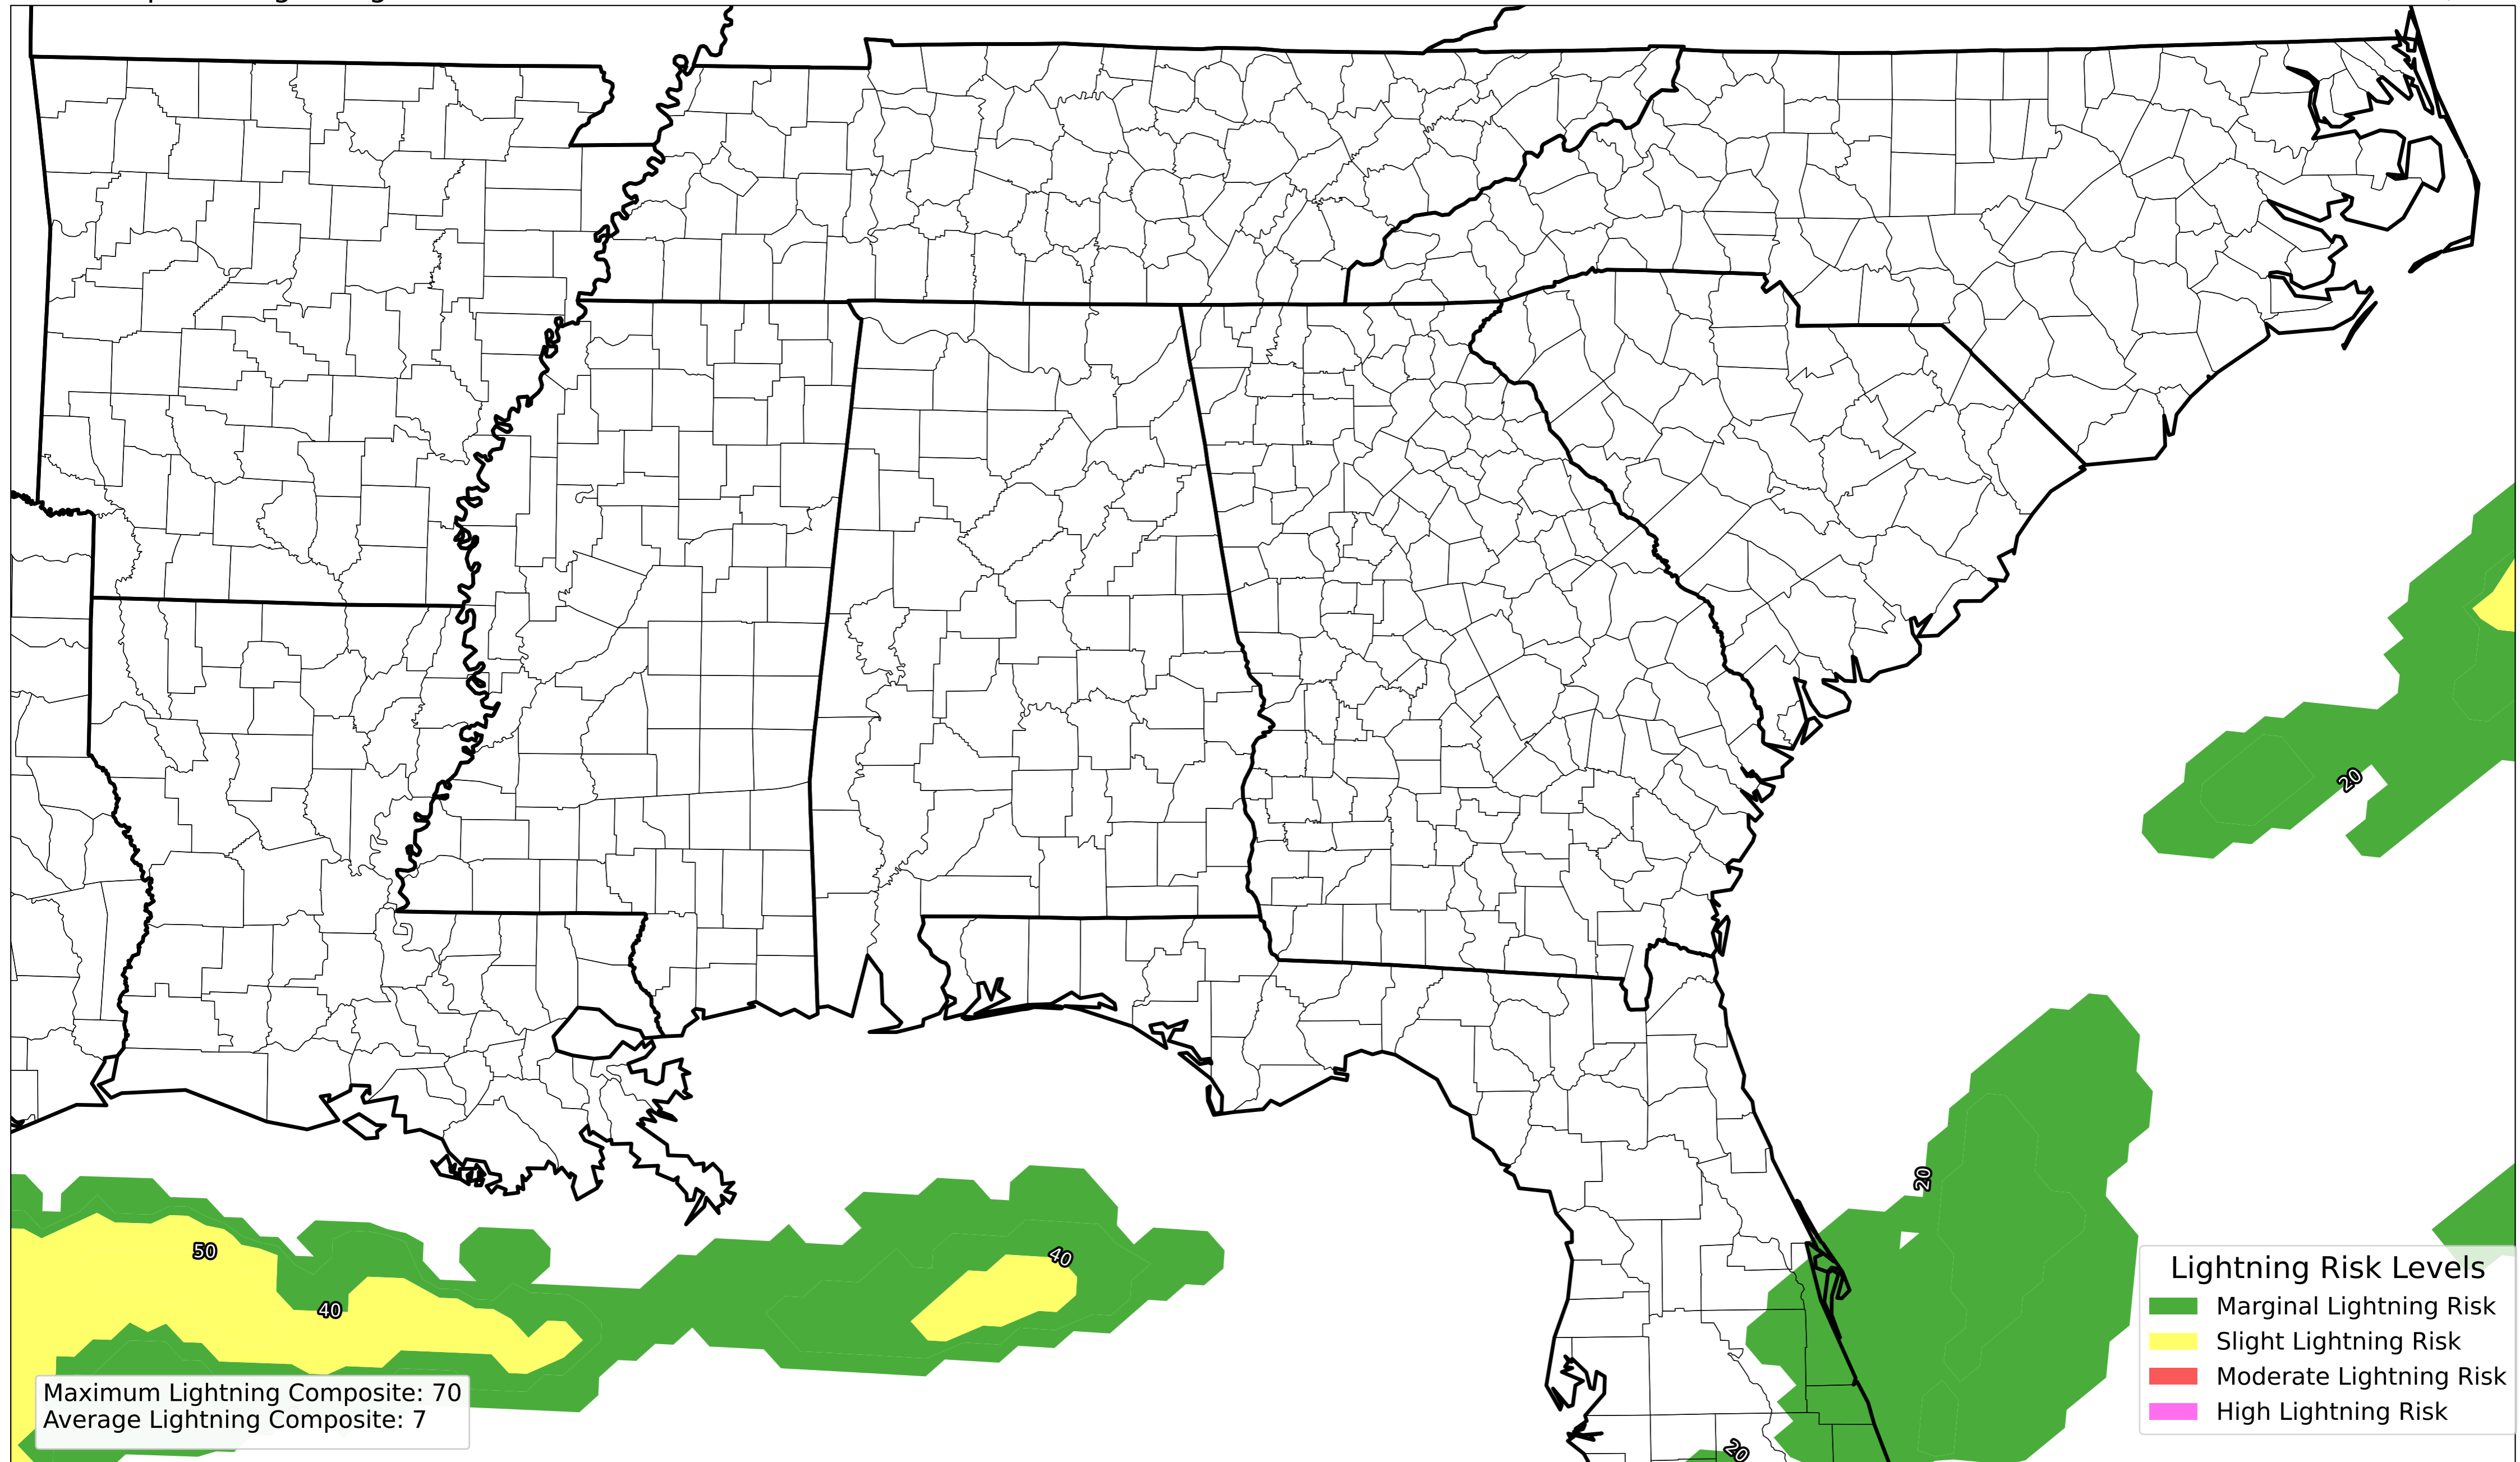 20
20
50
40
40
20
Lightning Risk Levels
Marginal Lightning Risk
Slight Lightning Risk
Moderate Lightning Risk
High Lightning Risk
Maximum Lightning Composite: 70
Average Lightning Composite: 7